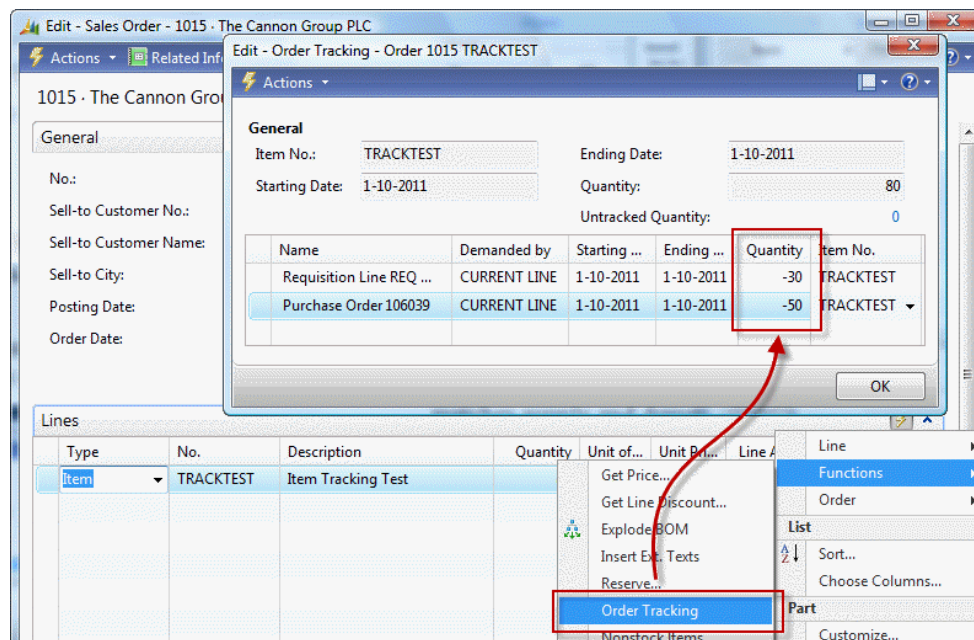 Edit - Sales Order - 1015 · The Cannon Group PLC
Edit - Order Tracking - Order 1015 TRACKTEST
Actions
Related Inf
Actions
1015 · The Cannon Grou
General
No.:
Sell-to Customer No.:
Sell-to Customer Name:
Sell-to City:
Posting Date:
Order Date:
General
Item No.: TRACKTEST Ending Date: 1-10-2011
Starting Date: 1-10-2011 Quantity: 80
Untracked Quantity: 0
Name Demanded by Starting ... Ending ... Quantity Item No.
Requisition Line REQ ... CURRENT LINE 1-10-2011 1-10-2011 -30 TRACKTEST
Purchase Order 106039 CURRENT LINE 1-10-2011 1-10-2011 -50 TRACKTEST
OK
Lines
Type No. Description Quantity Unit of... Unit Pri... Line A
Item TRACKTEST Item Tracking Test
Get Price...
Get Line Discount...
Explode BOM
Insert Ext. Texts
Reserve...
Order Tracking
Nonstock Items
Line
Functions
Order
List
Sort...
Choose Columns...
Part
Customize...